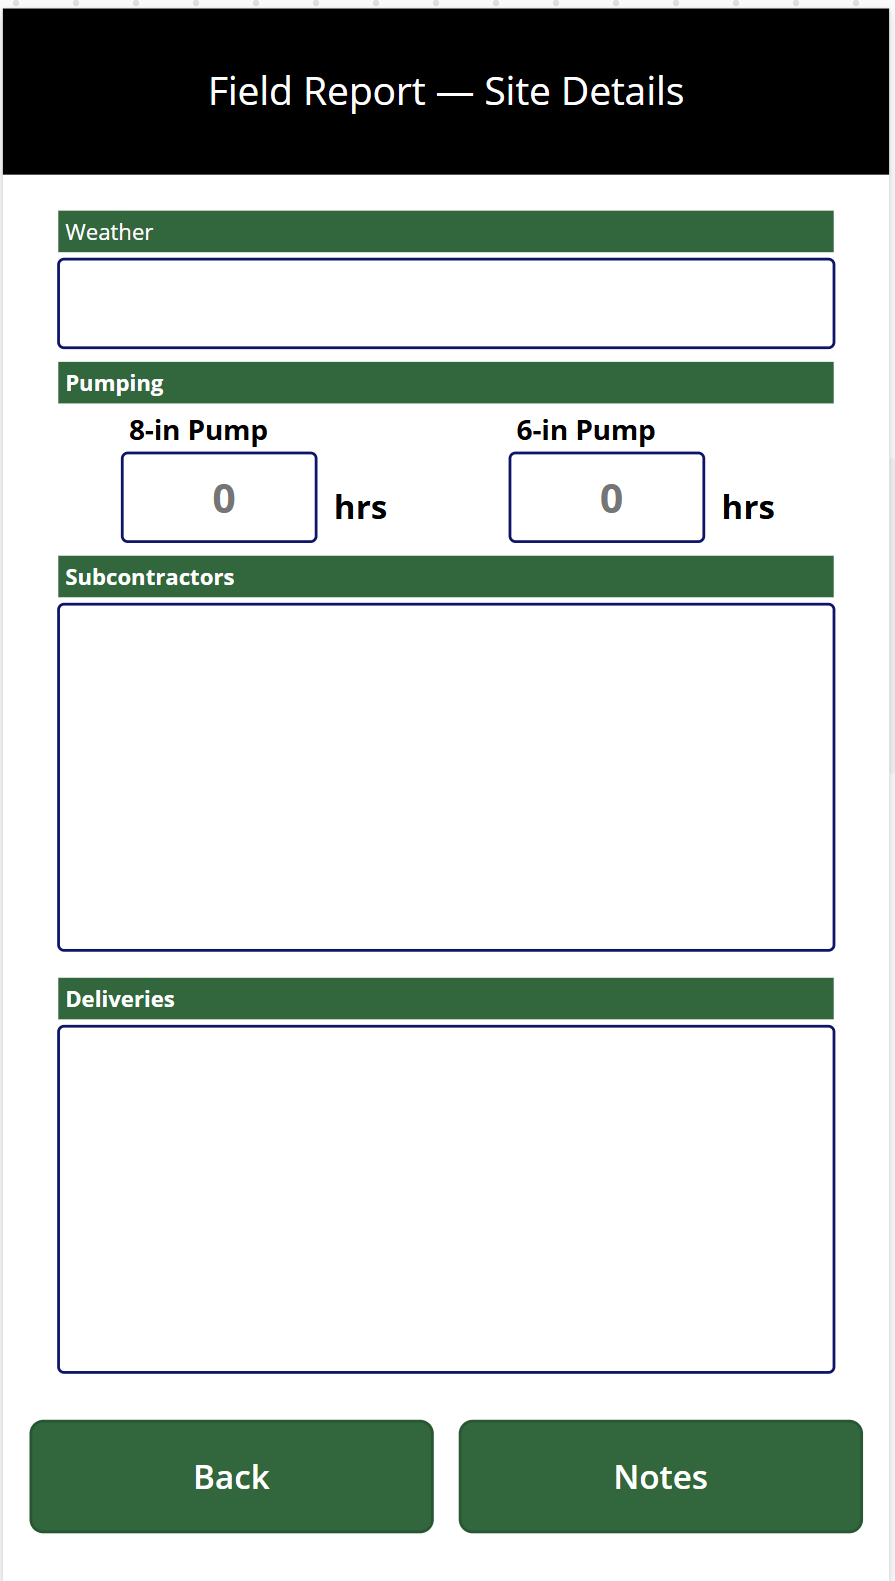 Field Report — Site Details
Weather
Pumping
8-in Pump 6-in Pump
0 hrs 0 hrs
Subcontractors
Deliveries
Back Notes